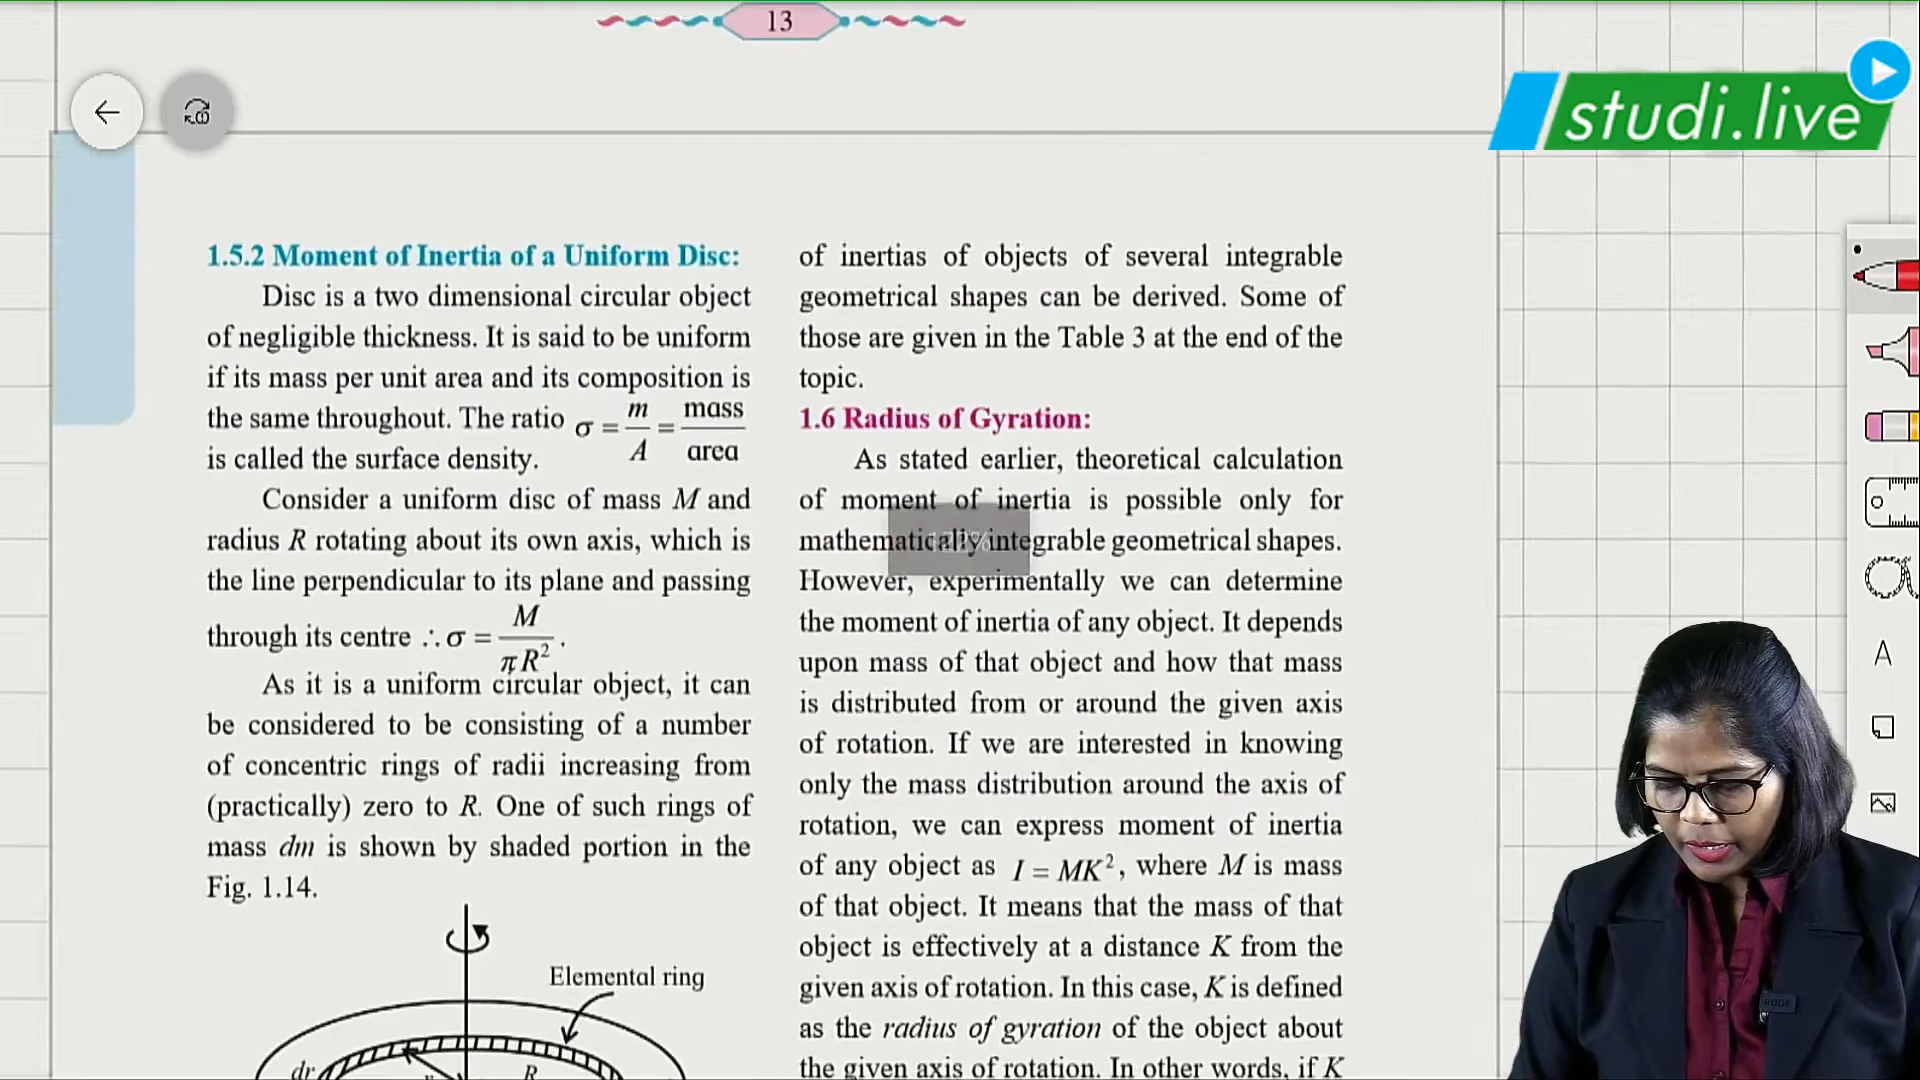 13
studi.live
1.5.2 Moment of Inertia of a Uniform Disc:
Disc is a two dimensional circular object
of negligible thickness. It is said to be uniform
if its mass per unit area and its composition is
the same throughout. The ratio σ = m/A = mass/area
is called the surface density.
Consider a uniform disc of mass M and
radius R rotating about its own axis, which is
the line perpendicular to its plane and passing
through its centre ∴ σ = M/πR².
As it is a uniform circular object, it can
be considered to be consisting of a number
of concentric rings of radii increasing from
(practically) zero to R. One of such rings of
mass dm is shown by shaded portion in the
Fig. 1.14.
Elemental ring
dr
r
R
of inertias of objects of several integrable
geometrical shapes can be derived. Some of
those are given in the Table 3 at the end of the
topic.
1.6 Radius of Gyration:
As stated earlier, theoretical calculation
of moment of inertia is possible only for
mathematically integrable geometrical shapes.
However, experimentally we can determine
the moment of inertia of any object. It depends
upon mass of that object and how that mass
is distributed from or around the given axis
of rotation. If we are interested in knowing
only the mass distribution around the axis of
rotation, we can express moment of inertia
of any object as I = MK², where M is mass
of that object. It means that the mass of that
object is effectively at a distance K from the
given axis of rotation. In this case, K is defined
as the radius of gyration of the object about
the given axis of rotation. In other words, if K
A
RODE